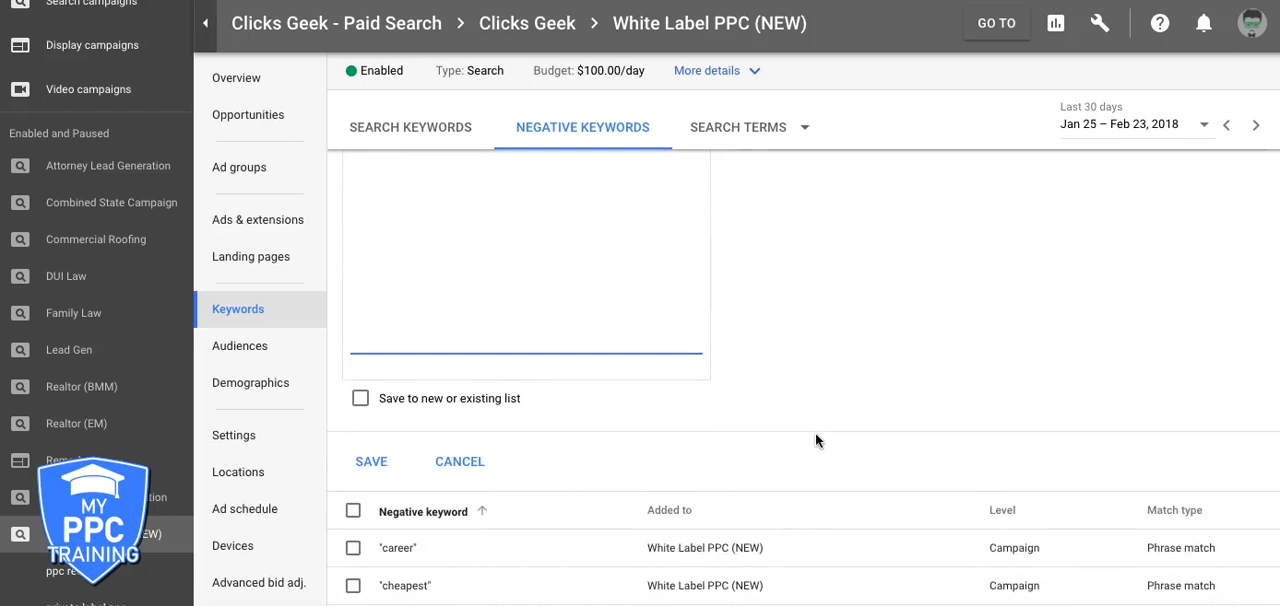 Search campaigns
Display campaigns
Video campaigns
Enabled and Paused
Attorney Lead Generation
Combined State Campaign
Commercial Roofing
DUI Law
Family Law
Lead Gen
Realtor (BMM)
Realtor (EM)
tion
EW)
ppc re
MY
PPC
TRAINING
Clicks Geek - Paid Search > Clicks Geek > White Label PPC (NEW)
GO TO
Overview
Opportunities
Ad groups
Ads & extensions
Landing pages
Keywords
Audiences
Demographics
Settings
Locations
Ad schedule
Devices
Advanced bid adj.
Enabled Type: Search Budget: $100.00/day More details
SEARCH KEYWORDS NEGATIVE KEYWORDS SEARCH TERMS
Last 30 days
Jan 25 – Feb 23, 2018
Save to new or existing list
SAVE CANCEL
Negative keyword Added to Level Match type
"career" White Label PPC (NEW) Campaign Phrase match
"cheapest" White Label PPC (NEW) Campaign Phrase match